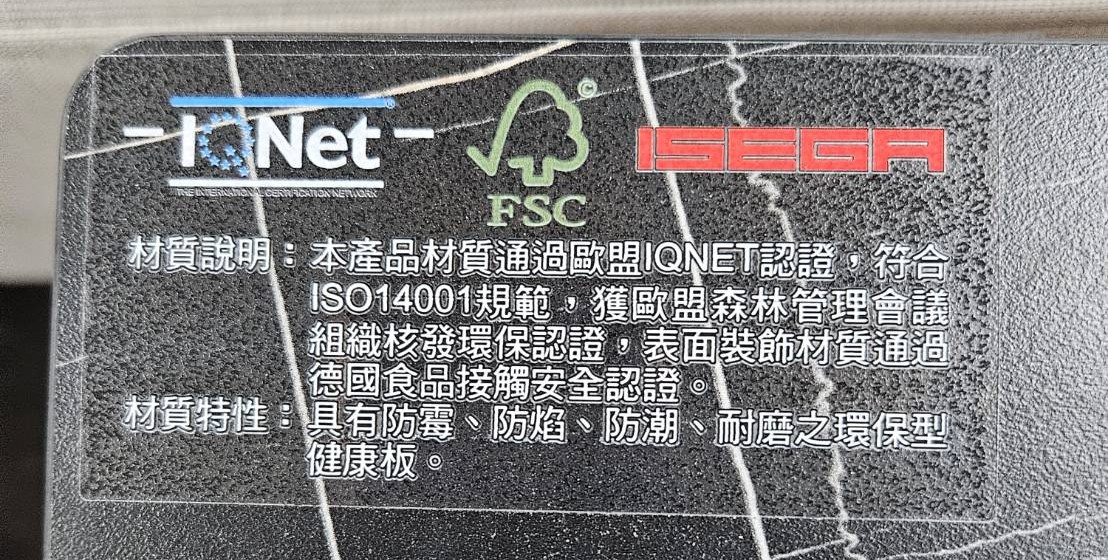 IQNet
THE INTERNATIONAL CERTIFICATION NETWORK
FSC
ISEGA
材質說明：本產品材質通過歐盟IQNET認證，符合
ISO14001規範，獲歐盟森林管理會議
組織核發環保認證，表面裝飾材質通過
德國食品接觸安全認證。
材質特性：具有防霉、防焰、防潮、耐磨之環保型
健康板。